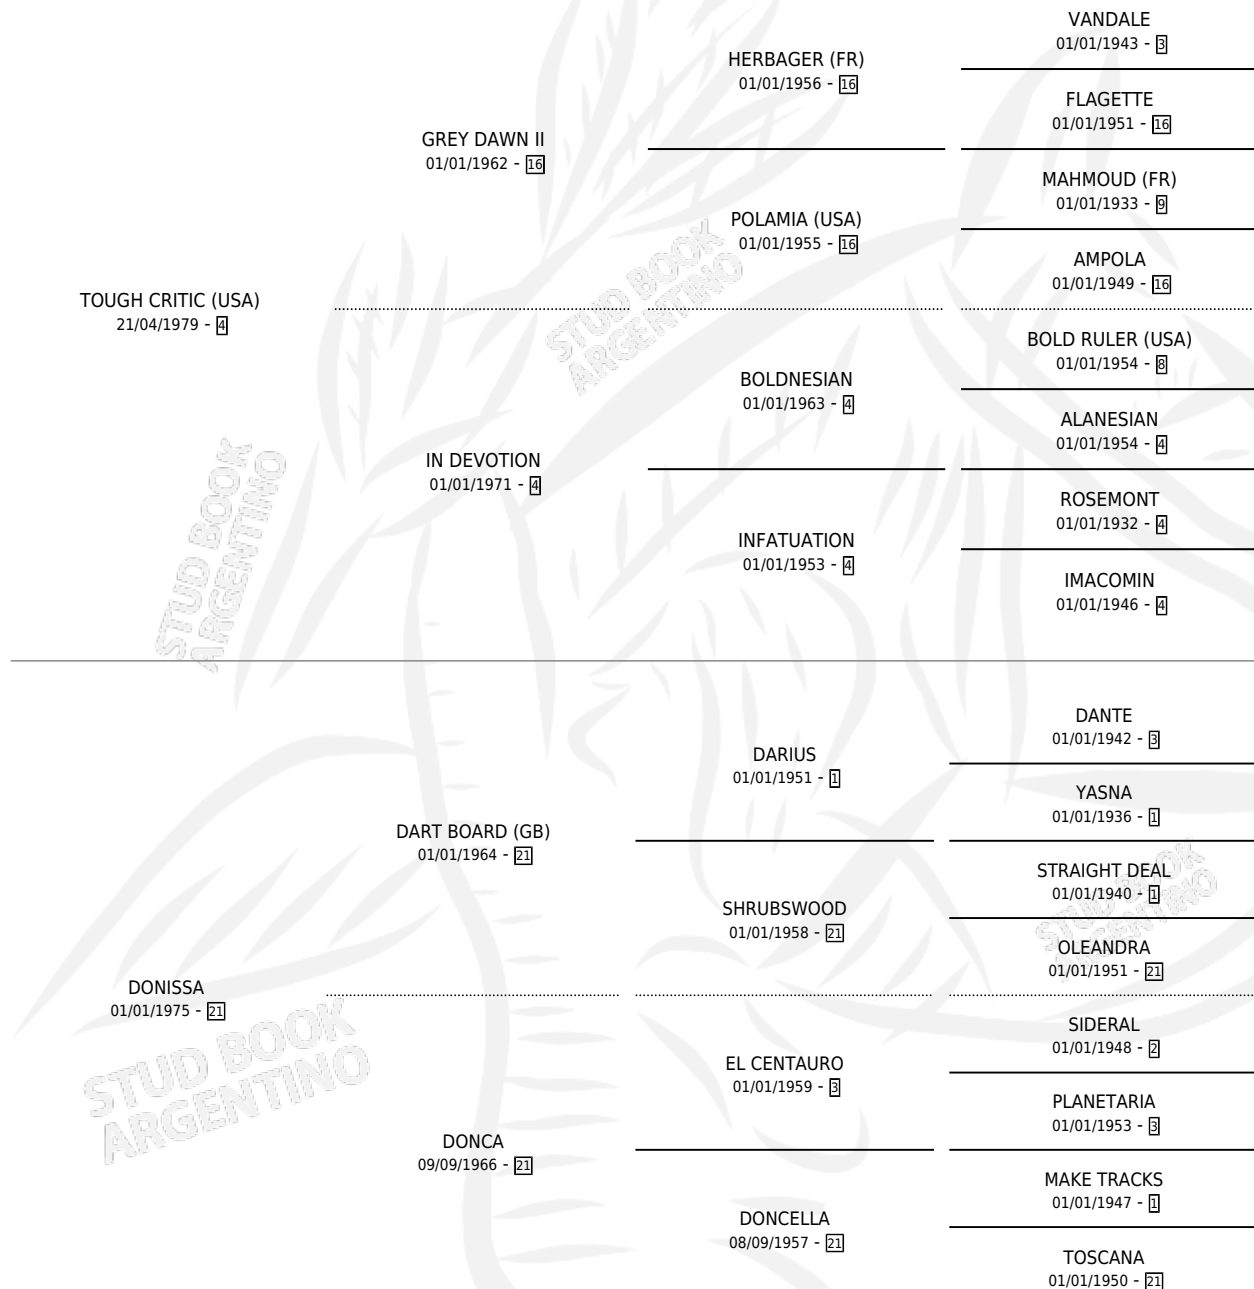 TOUGH CRITIC (USA)
21/04/1979 - 4
GREY DAWN II
01/01/1962 - 16
HERBAGER (FR)
01/01/1956 - 16
VANDALE
01/01/1943 - 3
FLAGETTE
01/01/1951 - 16
POLAMIA (USA)
01/01/1955 - 16
MAHMOUD (FR)
01/01/1933 - 9
AMPOLA
01/01/1949 - 16
IN DEVOTION
01/01/1971 - 4
BOLDNESIAN
01/01/1963 - 4
BOLD RULER (USA)
01/01/1954 - 8
ALANESIAN
01/01/1954 - 4
INFATUATION
01/01/1953 - 4
ROSEMONT
01/01/1932 - 4
IMACOMIN
01/01/1946 - 4
DONISSA
01/01/1975 - 21
DART BOARD (GB)
01/01/1964 - 21
DARIUS
01/01/1951 - 1
DANTE
01/01/1942 - 3
YASNA
01/01/1936 - 1
SHRUBSWOOD
01/01/1958 - 21
STRAIGHT DEAL
01/01/1940 - 1
OLEANDRA
01/01/1951 - 21
DONCA
09/09/1966 - 21
EL CENTAURO
01/01/1959 - 3
SIDERAL
01/01/1948 - 2
PLANETARIA
01/01/1953 - 3
DONCELLA
08/09/1957 - 21
MAKE TRACKS
01/01/1947 - 1
TOSCANA
01/01/1950 - 21
STUD BOOK
ARGENTINO
STUD BOOK
ARGENTINO
STUD BOOK
ARGENTINO
STUD BOOK
ARGENTINO